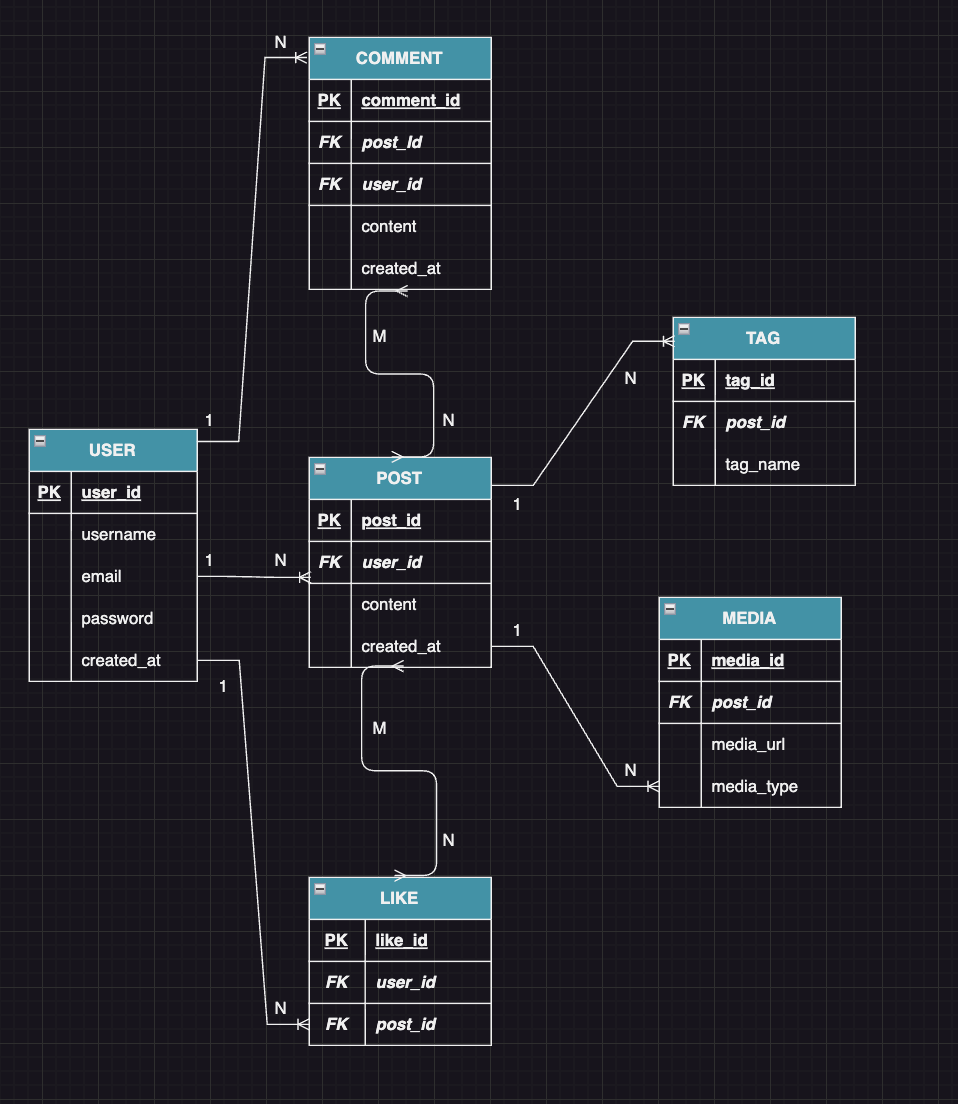 N
COMMENT
PK comment_id
FK post_Id
FK user_id
content
created_at
M
N
1
USER
PK user_id
username
email
password
created_at
1
N
1
POST
PK post_id
FK user_id
content
created_at
1
N
TAG
PK tag_id
FK post_id
tag_name
1
N
MEDIA
PK media_id
FK post_id
media_url
media_type
M
N
LIKE
PK like_id
FK user_id
FK post_id
N